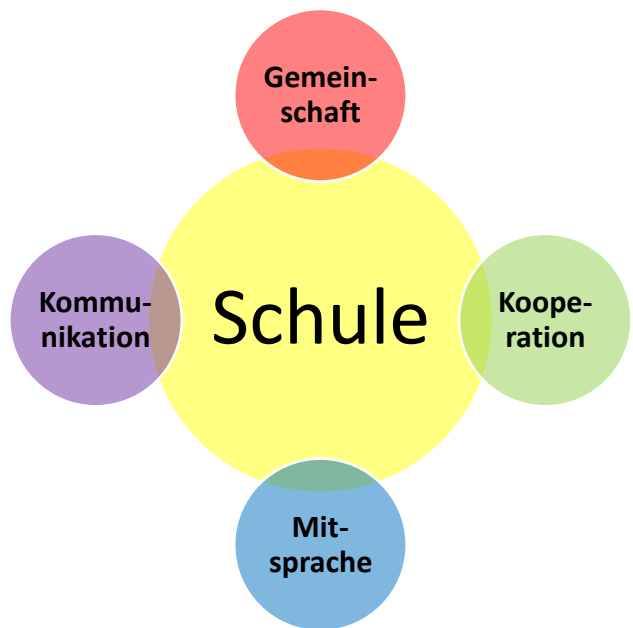 Gemein-
schaft
Kommu-
nikation
Schule
Koope-
ration
Mit-
sprache